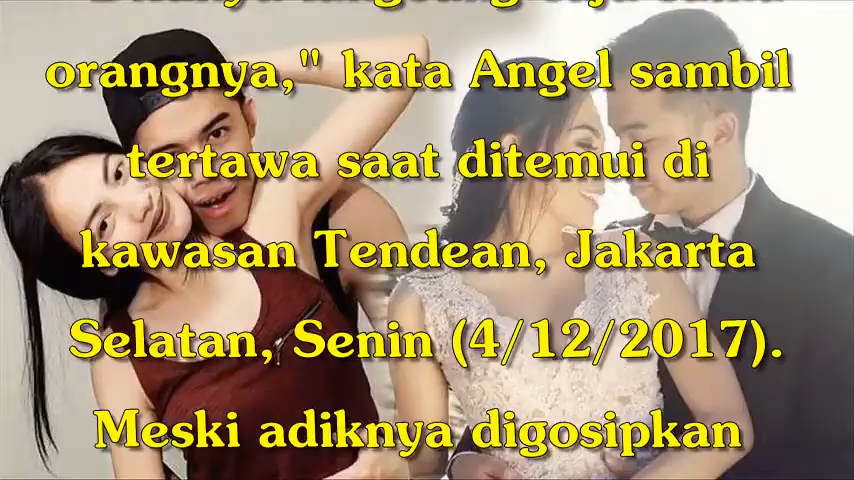 orangnya," kata Angel sambil
tertawa saat ditemui di
kawasan Tendean, Jakarta
Selatan, Senin (4/12/2017).
Meski adiknya digosipkan